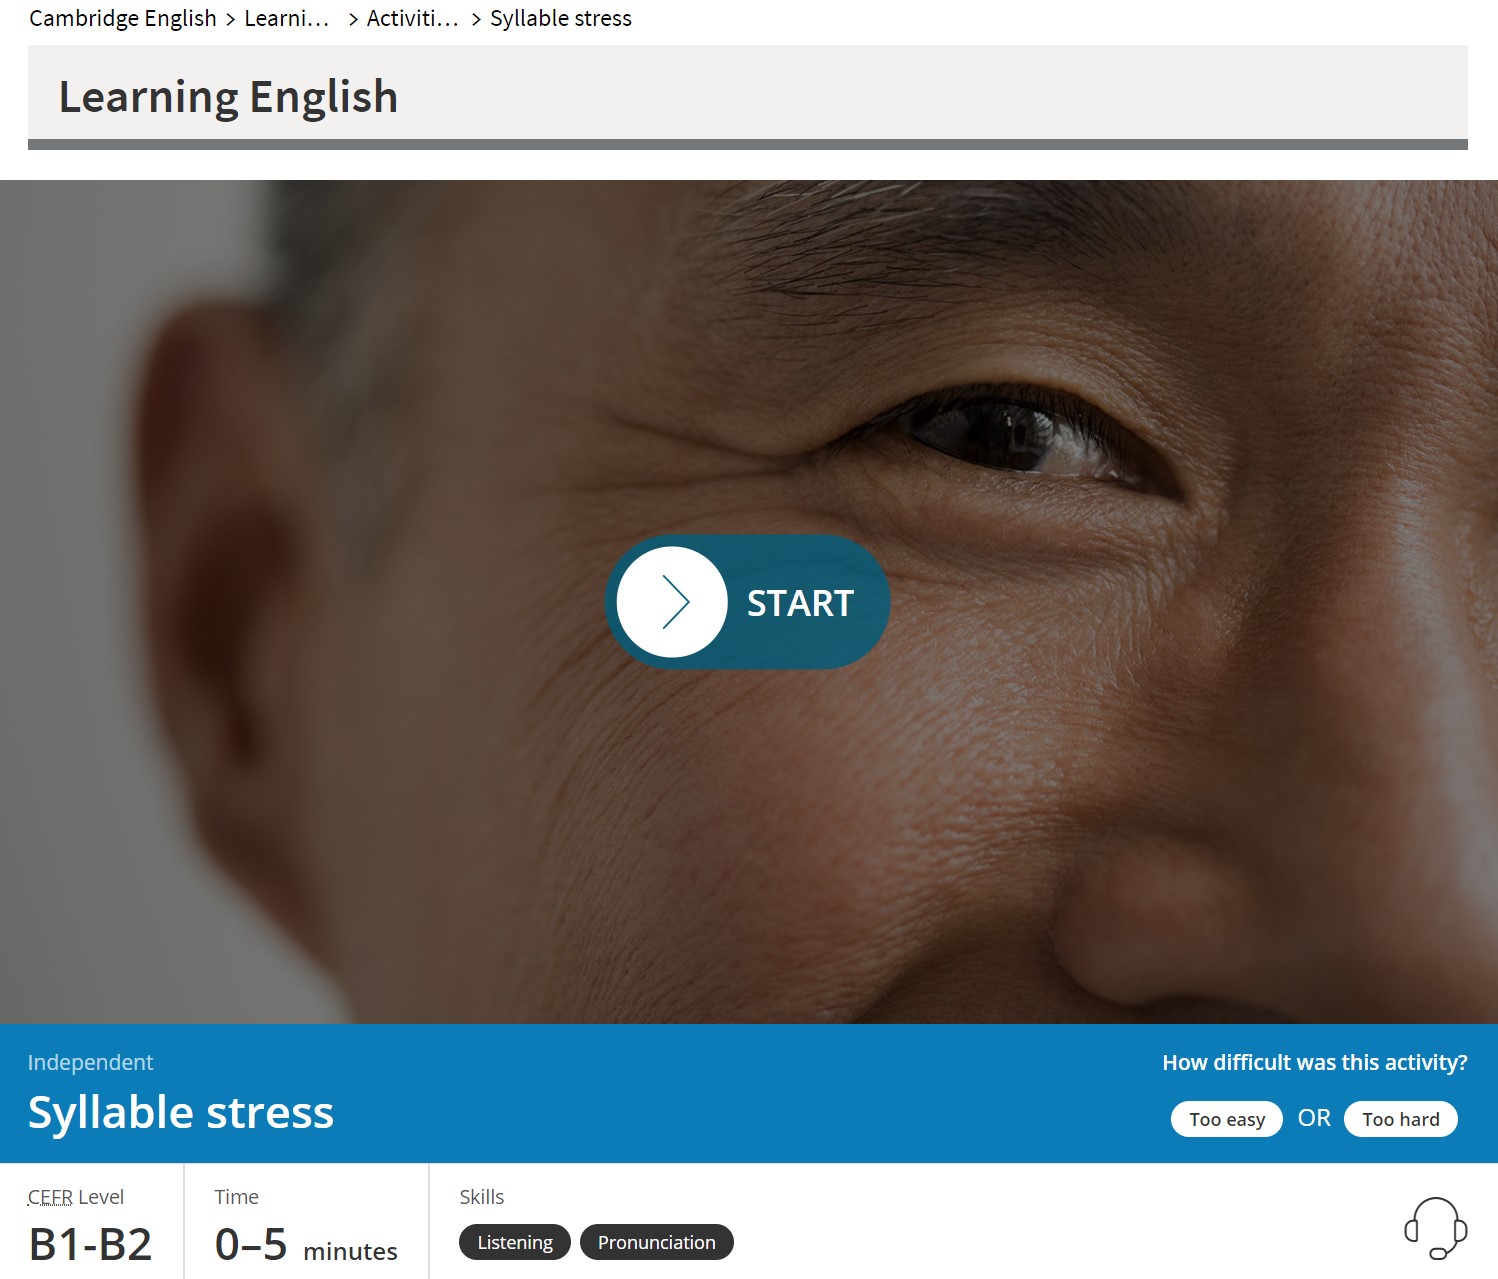 Cambridge English > Learni... > Activiti... > Syllable stress
Learning English
START
Independent
How difficult was this activity?
Syllable stress
Too easy OR Too hard
CEFR Level
Time
Skills
B1-B2
0–5 minutes
Listening
Pronunciation